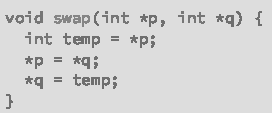 void swap(int *p, int *q) {
  int temp = *p;
  *p = *q;
  *q = temp;
}